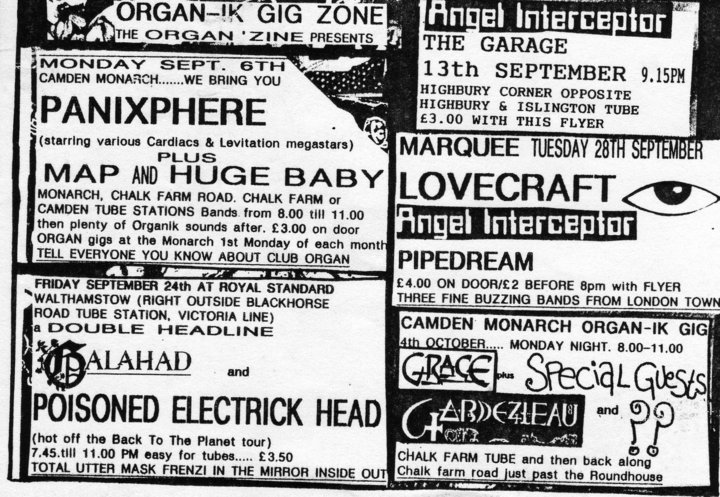 ORGAN-IK GIG ZONE
THE ORGAN 'ZINE PRESENTS
MONDAY SEPT. 6TH
CAMDEN MONARCH.......WE BRING YOU
PANIXPHERE
(starring various Cardiacs & Levitation megastars)
PLUS
MAP AND HUGE BABY
MONARCH, CHALK FARM ROAD. CHALK FARM or
CAMDEN TUBE STATIONS Bands from 8.00 till 11.00
then plenty of Organik sounds after. £3.00 on door
ORGAN gigs at the Monarch 1st Monday of each month
TELL EVERYONE YOU KNOW ABOUT CLUB ORGAN
FRIDAY SEPTEMBER 24th AT ROYAL STANDARD
WALTHAMSTOW (RIGHT OUTSIDE BLACKHORSE
ROAD TUBE STATION, VICTORIA LINE)
a DOUBLE HEADLINE
GALAHAD
and
POISONED ELECTRICK HEAD
(hot off the Back To The Planet tour)
7.45.till 11.00 PM easy for tubes..... £3.50
TOTAL UTTER MASK FRENZI IN THE MIRROR INSIDE OUT
Angel Interceptor
THE GARAGE
13th SEPTEMBER 9.15PM
HIGHBURY CORNER OPPOSITE
HIGHBURY & ISLINGTON TUBE
£3.00 WITH THIS FLYER
MARQUEE TUESDAY 28TH SEPTEMBER
LOVECRAFT
Angel Interceptor
PIPEDREAM
£4.00 ON DOOR/£2 BEFORE 8pm with FLYER
THREE FINE BUZZING BANDS FROM LONDON TOWN
CAMDEN MONARCH ORGAN-IK GIG
4th OCTOBER..... MONDAY NIGHT. 8.00-11.00
GRACE plus SPECIAL GUESTS
and ??
CHALK FARM TUBE and then back along
Chalk farm road just past the Roundhouse